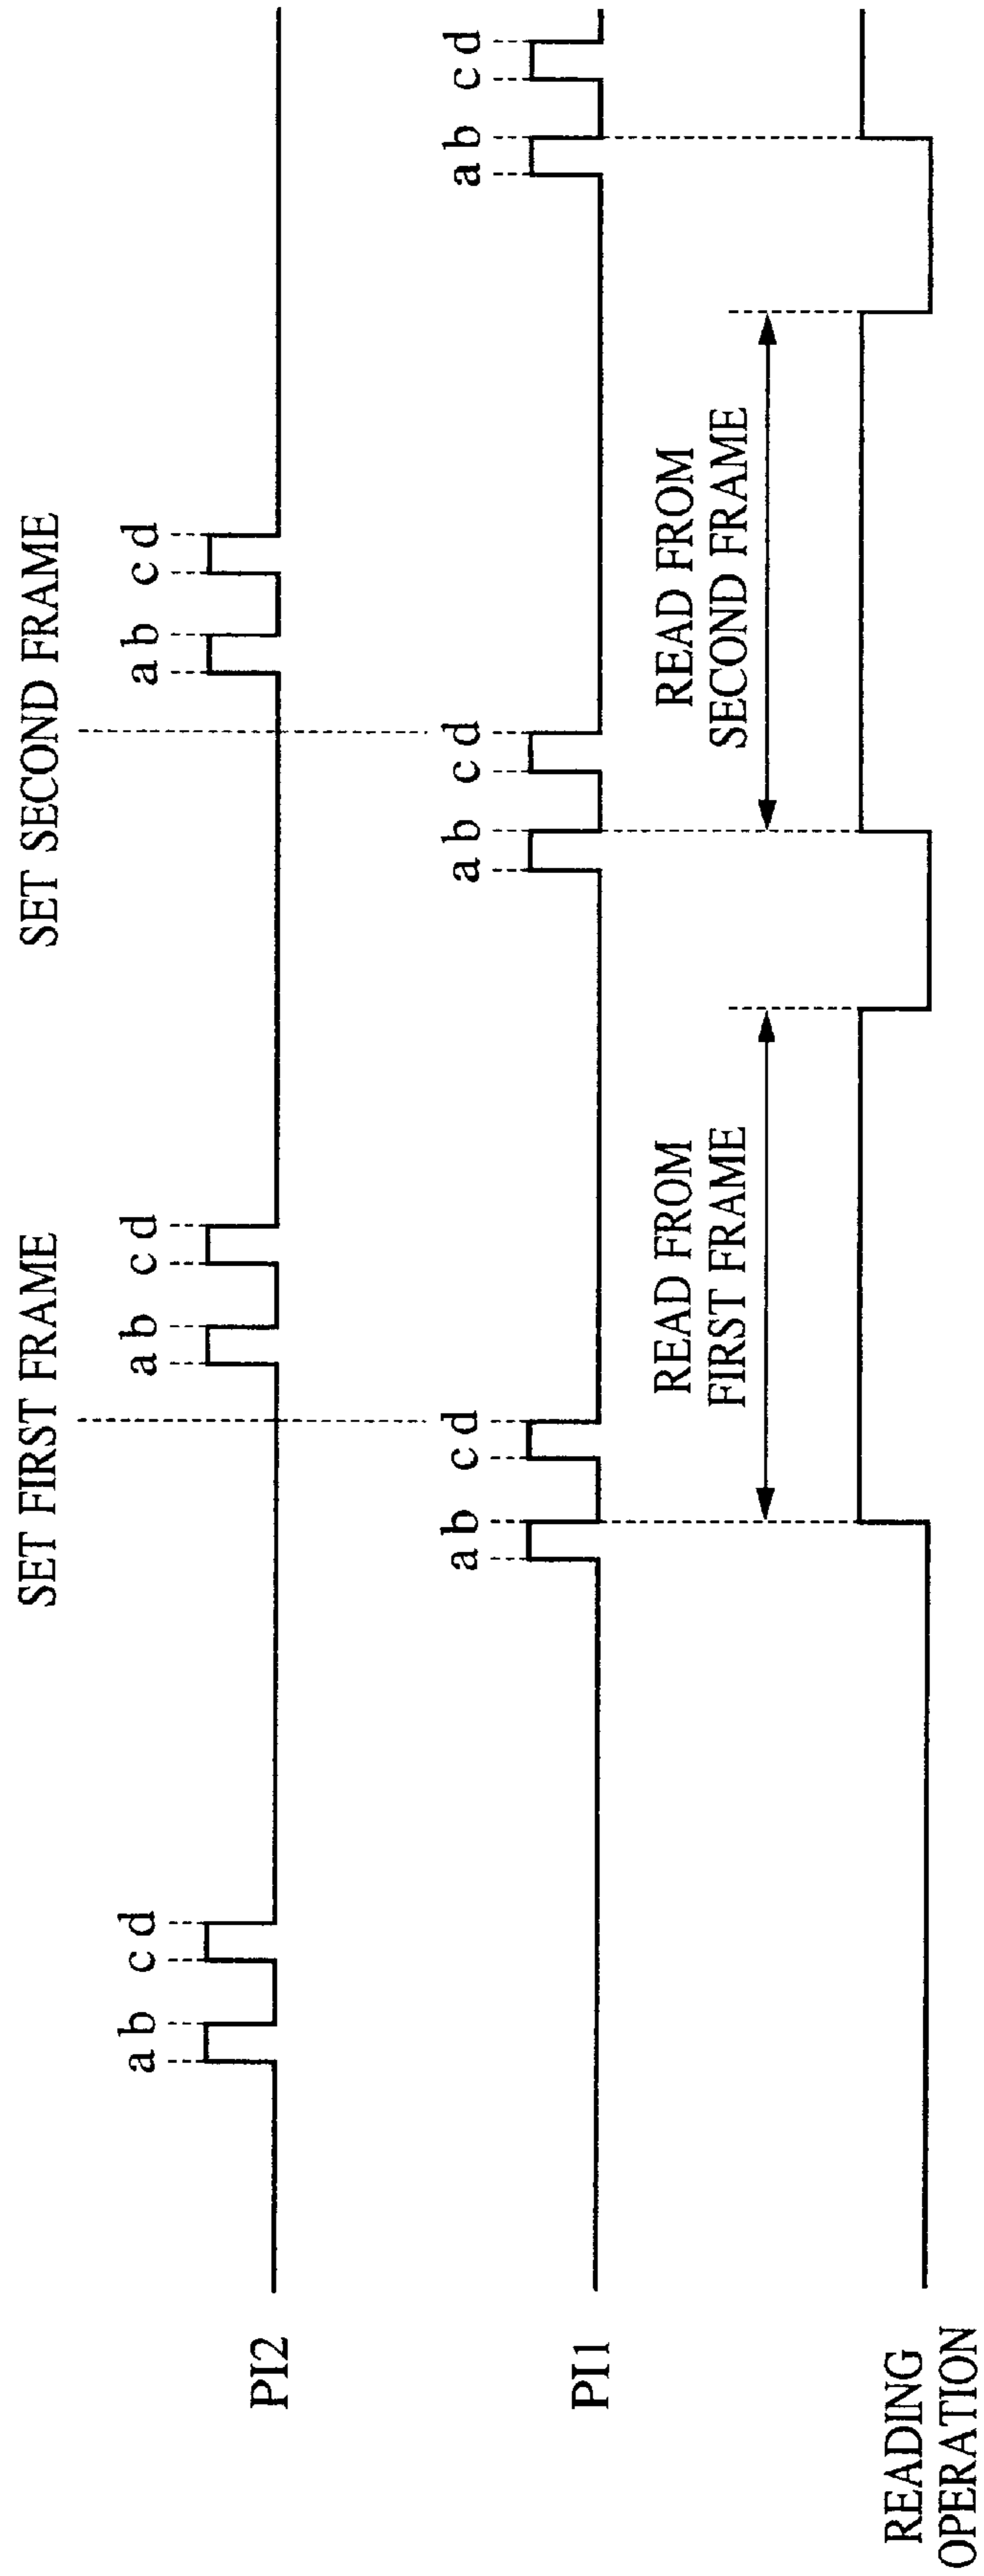 SET FIRST FRAME
SET SECOND FRAME
a b c d
a b c d
a b c d
PI2
a b c d
a b c d
a b c d
PI1
READ FROM
FIRST FRAME
READ FROM
SECOND FRAME
READING
OPERATION